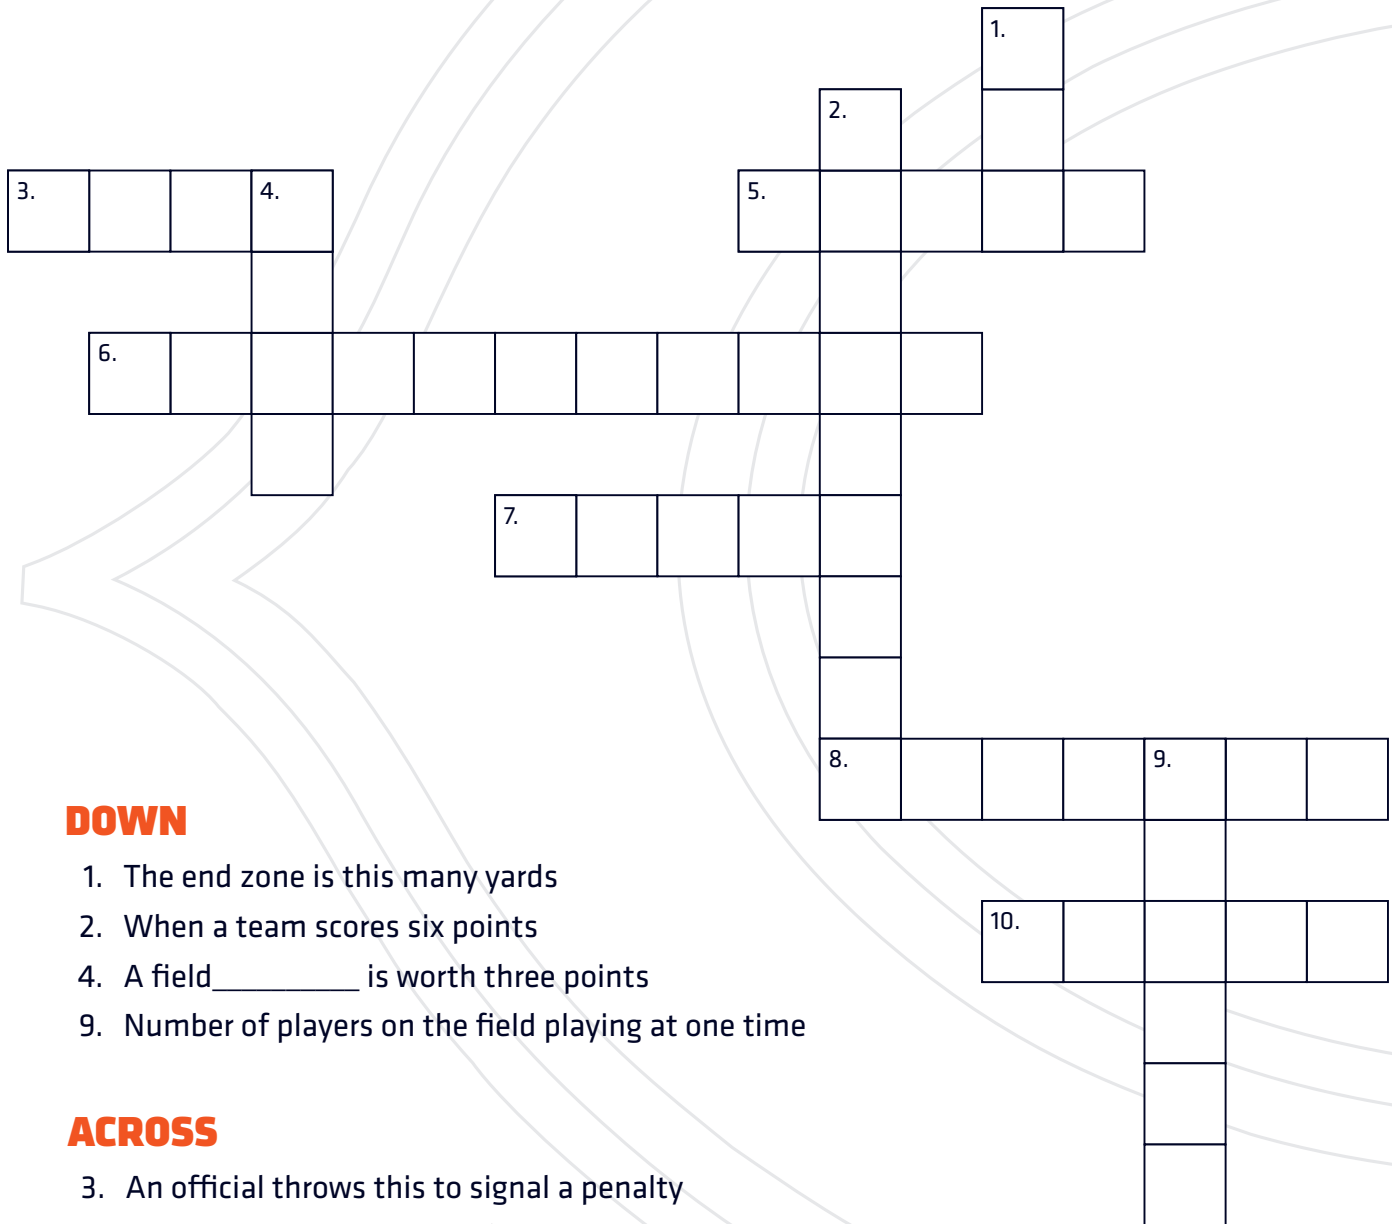 1.
2.
3. 4. 5.
6.
7.
8. 9.
10.
DOWN
1. The end zone is this many yards
2. When a team scores six points
4. A field__________ is worth three points
9. Number of players on the field playing at one time
ACROSS
3. An official throws this to signal a penalty